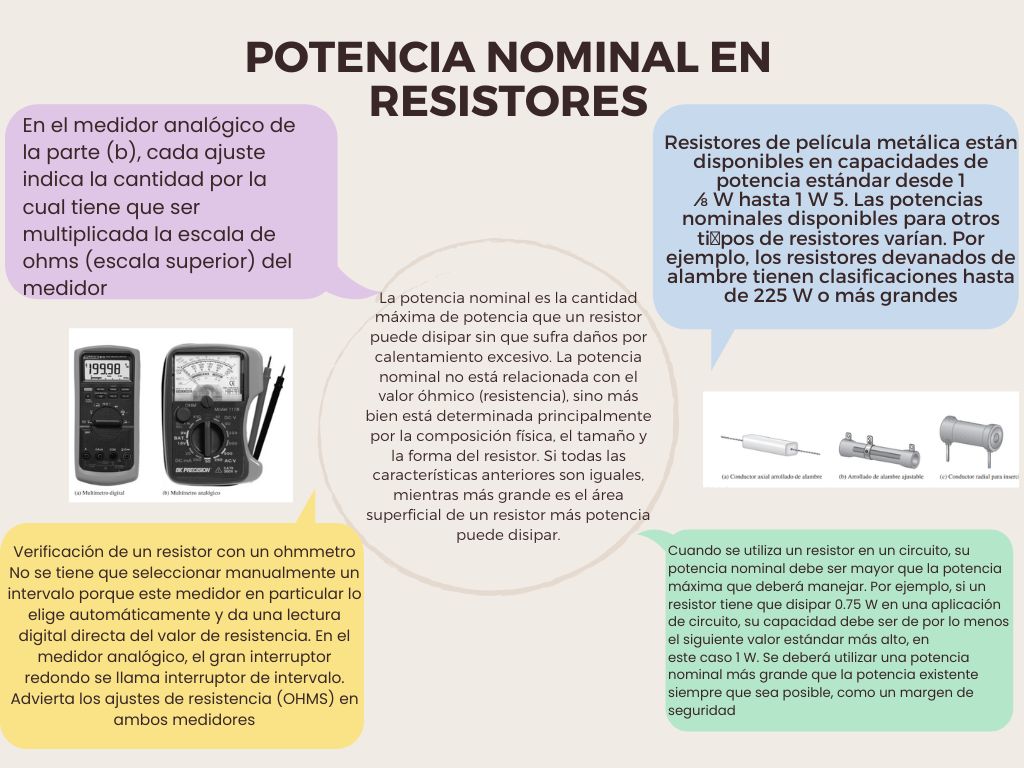 POTENCIA NOMINAL EN
RESISTORES
En el medidor analógico de
la parte (b), cada ajuste
indica la cantidad por la
cual tiene que ser
multiplicada la escala de
ohms (escala superior) del
medidor
Resistores de película metálica están
disponibles en capacidades de
potencia estándar desde 1
⁄8 W hasta 1 W 5. Las potencias
nominales disponibles para otros
ti▯pos de resistores varían. Por
ejemplo, los resistores devanados de
alambre tienen clasificaciones hasta
de 225 W o más grandes
La potencia nominal es la cantidad
máxima de potencia que un resistor
puede disipar sin que sufra daños por
calentamiento excesivo. La potencia
nominal no está relacionada con el
valor óhmico (resistencia), sino más
bien está determinada principalmente
por la composición física, el tamaño y
la forma del resistor. Si todas las
características anteriores son iguales,
mientras más grande es el área
superficial de un resistor más potencia
puede disipar.
199.98
OHM
BATT
DC V
AC V
BK PRECISION
(a) Multímetro digital
(b) Multímetro analógico
(a) Conductor axial arrollado de alambre
(b) Arrollado de alambre ajustable
(c) Conductor radial para inserc
Verificación de un resistor con un ohmmetro
No se tiene que seleccionar manualmente un
intervalo porque este medidor en particular lo
elige automáticamente y da una lectura
digital directa del valor de resistencia. En el
medidor analógico, el gran interruptor
redondo se llama interruptor de intervalo.
Advierta los ajustes de resistencia (OHMS) en
ambos medidores
Cuando se utiliza un resistor en un circuito, su
potencia nominal debe ser mayor que la potencia
máxima que deberá manejar. Por ejemplo, si un
resistor tiene que disipar 0.75 W en una aplicación
de circuito, su capacidad debe ser de por lo menos
el siguiente valor estándar más alto, en
este caso 1 W. Se deberá utilizar una potencia
nominal más grande que la potencia existente
siempre que sea posible, como un margen de
seguridad